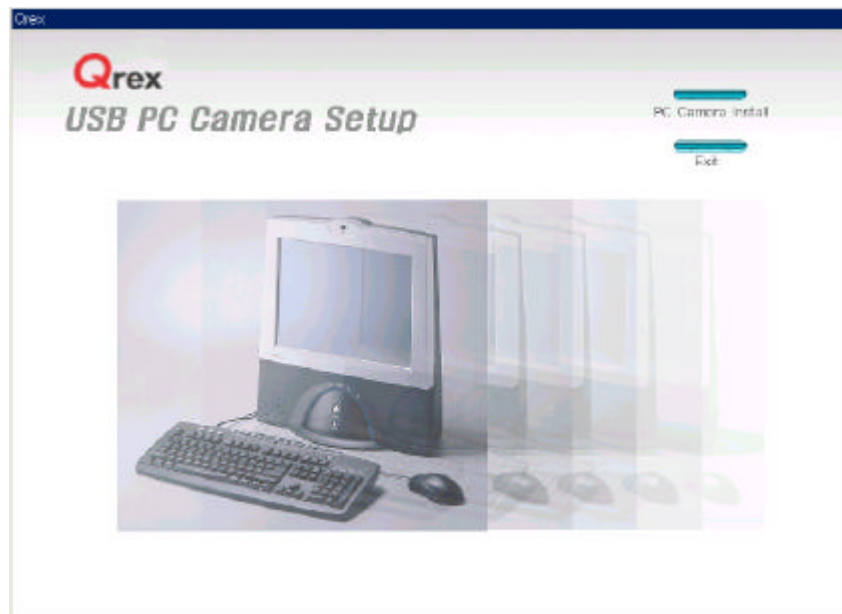 Qrex
Qrex
USB PC Camera Setup
PC Camera Install
Exit